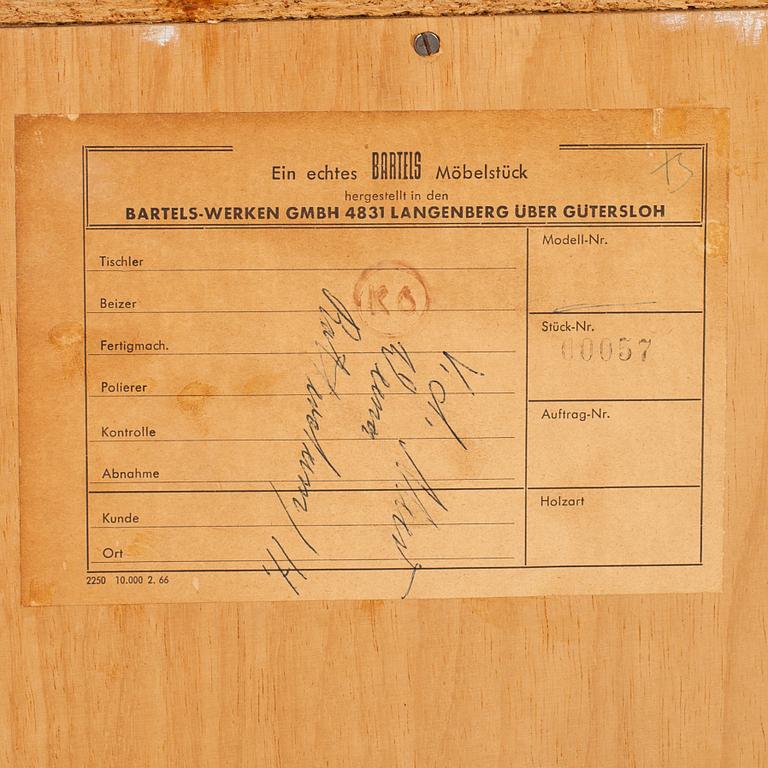 Ein echtes BARTELS Möbelstück
hergestellt in den
BARTELS-WERKEN GMBH 4831 LANGENBERG ÜBER GÜTERSLOH
Tischler
Beizer
Fertigmach.
Polierer
Kontrolle
Abnahme
Kunde
Ort
Modell-Nr.
Stück-Nr.
00057
Auftrag-Nr.
Holzart
2250 10.000 2. 66